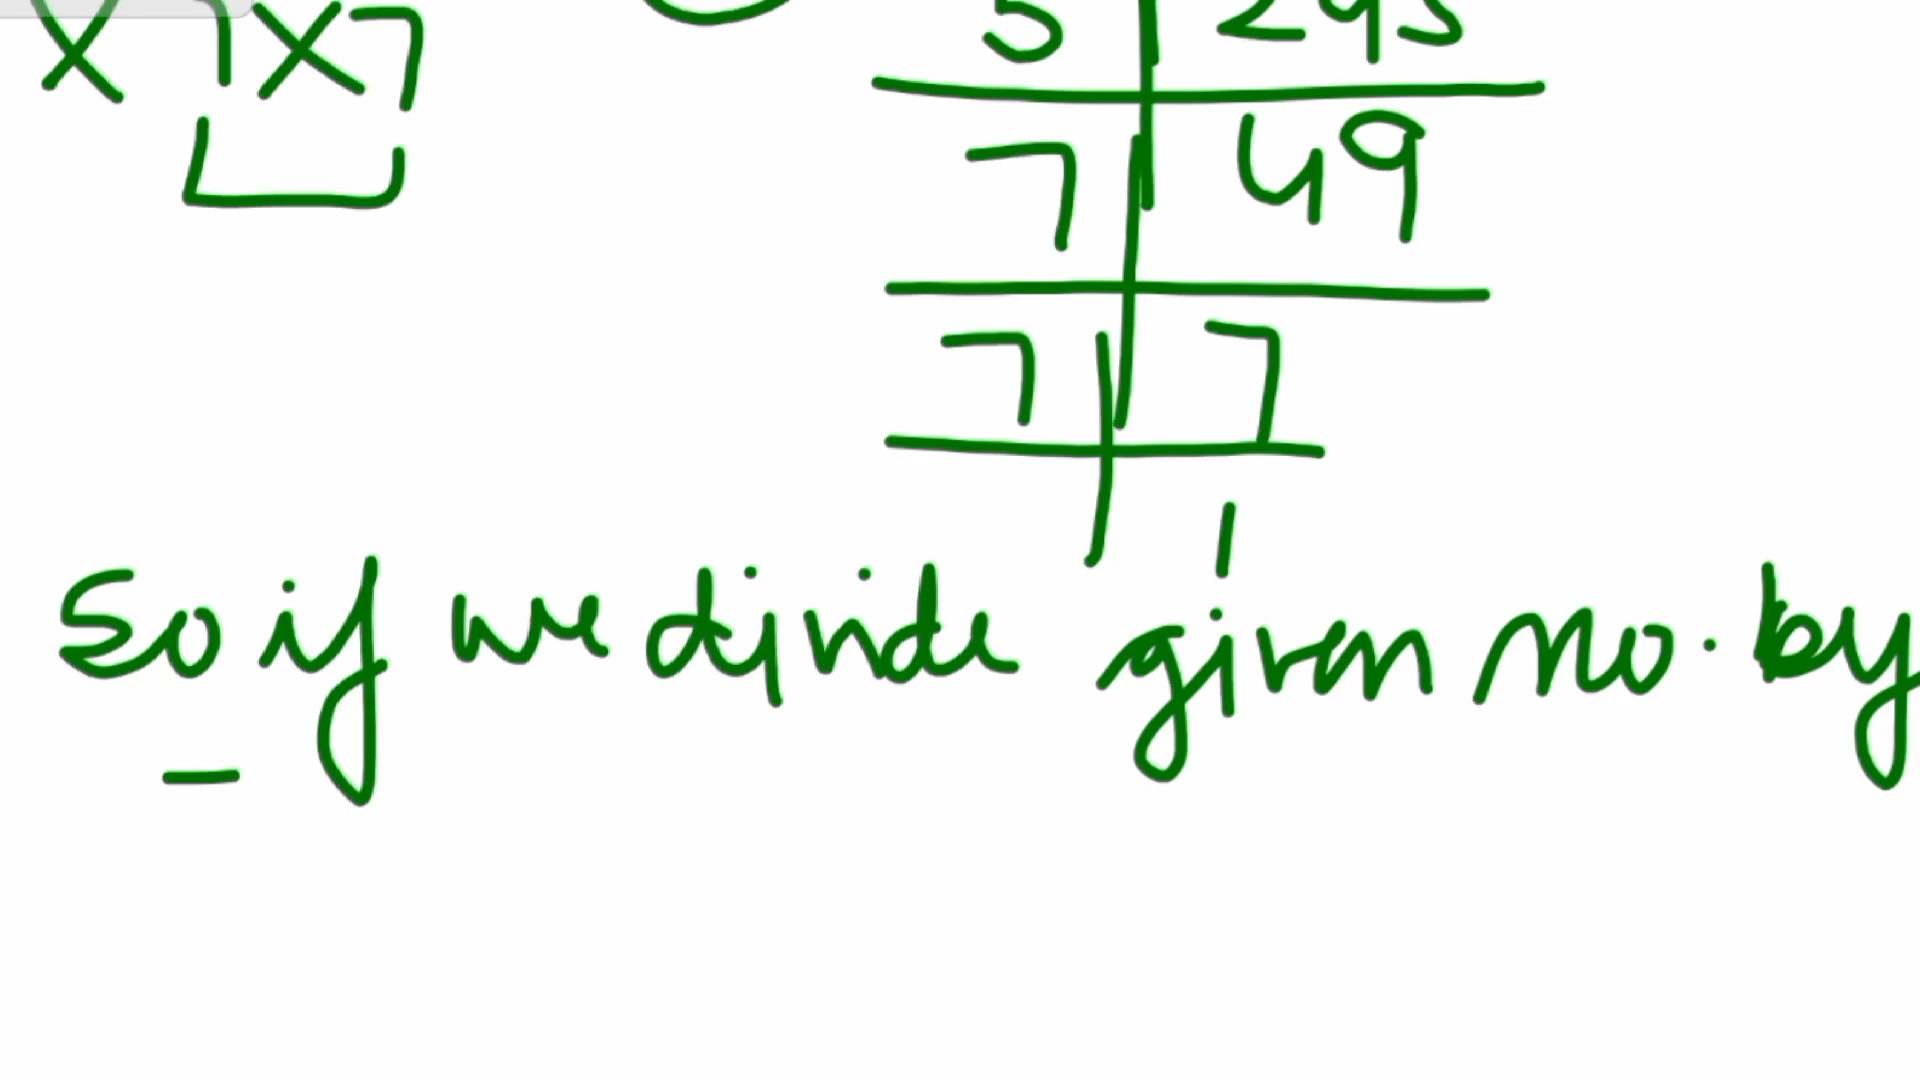 × 7 × 7
5 245
7 49
7 7
1
So if we divide given no. by